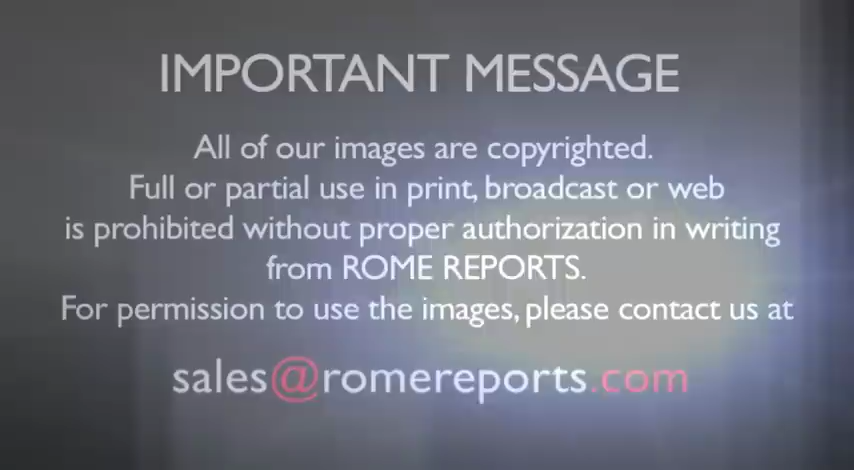 IMPORTANT MESSAGE
All of our images are copyrighted.
Full or partial use in print, broadcast or web
is prohibited without proper authorization in writing
from ROME REPORTS.
For permission to use the images, please contact us at
sales@romereports.com